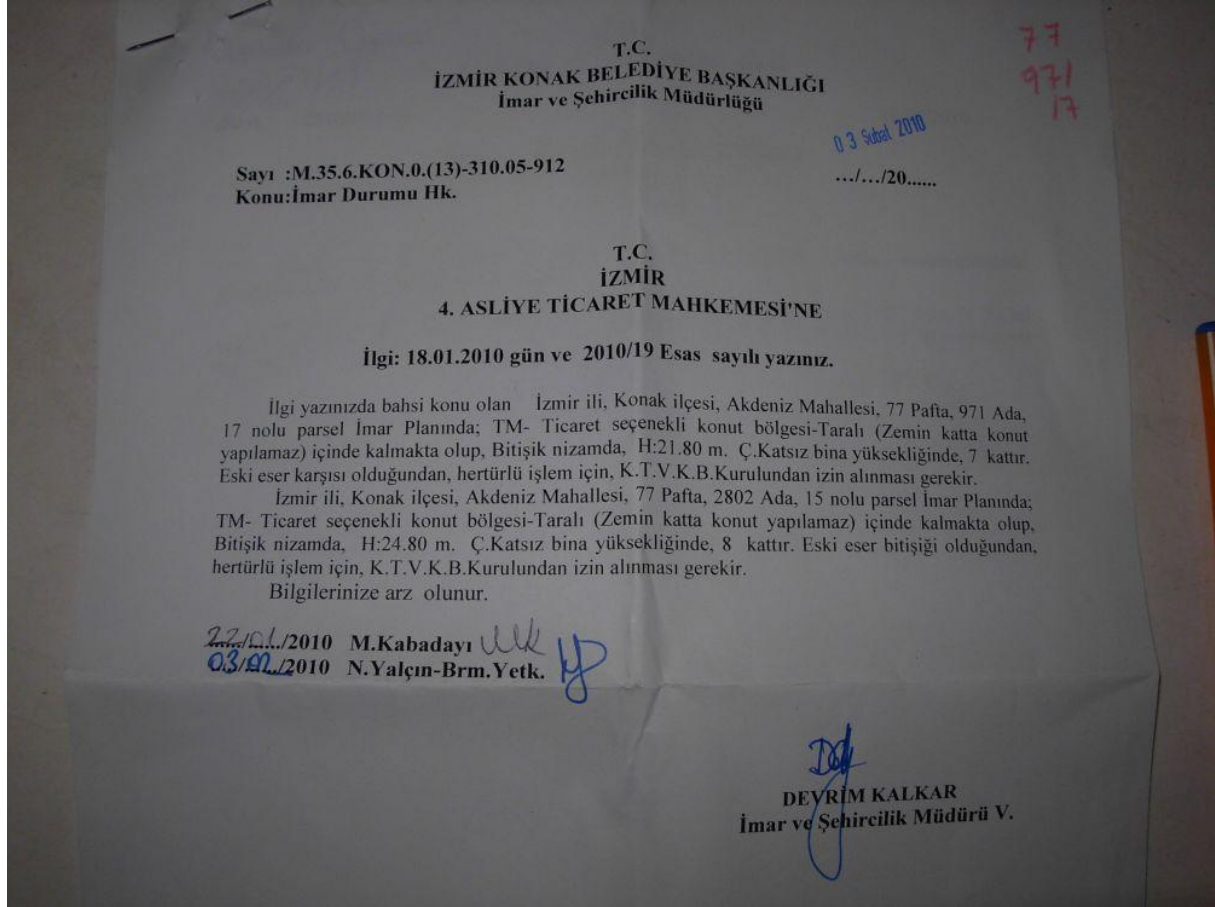 77
971
17
T.C.
İZMİR KONAK BELEDİYE BAŞKANLIĞI
İmar ve Şehircilik Müdürlüğü
03 Şubat 2010
Sayı :M.35.6.KON.0.(13)-310.05-912
.../.../20......
Konu:İmar Durumu Hk.
T.C.
İZMİR
4. ASLİYE TİCARET MAHKEMESİ'NE
İlgi: 18.01.2010 gün ve 2010/19 Esas sayılı yazınız.
İlgi yazınızda bahsi konu olan İzmir ili, Konak ilçesi, Akdeniz Mahallesi, 77 Pafta, 971 Ada,
17 nolu parsel İmar Planında; TM- Ticaret seçenekli konut bölgesi-Taralı (Zemin katta konut
yapılamaz) içinde kalmakta olup, Bitişik nizamda, H:21.80 m. Ç.Katsız bina yüksekliğinde, 7 kattır.
Eski eser karşısı olduğundan, hertürlü işlem için, K.T.V.K.B.Kurulundan izin alınması gerekir.
İzmir ili, Konak ilçesi, Akdeniz Mahallesi, 77 Pafta, 2802 Ada, 15 nolu parsel İmar Planında;
TM- Ticaret seçenekli konut bölgesi-Taralı (Zemin katta konut yapılamaz) içinde kalmakta olup,
Bitişik nizamda, H:24.80 m. Ç.Katsız bina yüksekliğinde, 8 kattır. Eski eser bitişiği olduğundan,
hertürlü işlem için, K.T.V.K.B.Kurulundan izin alınması gerekir.
Bilgilerinize arz olunur.
22/01/2010 M.Kabadayı
03/02/2010 N.Yalçın-Brm.Yetk.
DEVRİM KALKAR
İmar ve Şehircilik Müdürü V.